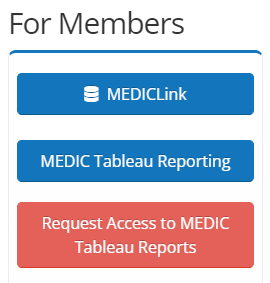 For Members
MEDICLink
MEDIC Tableau Reporting
Request Access to MEDIC
Tableau Reports